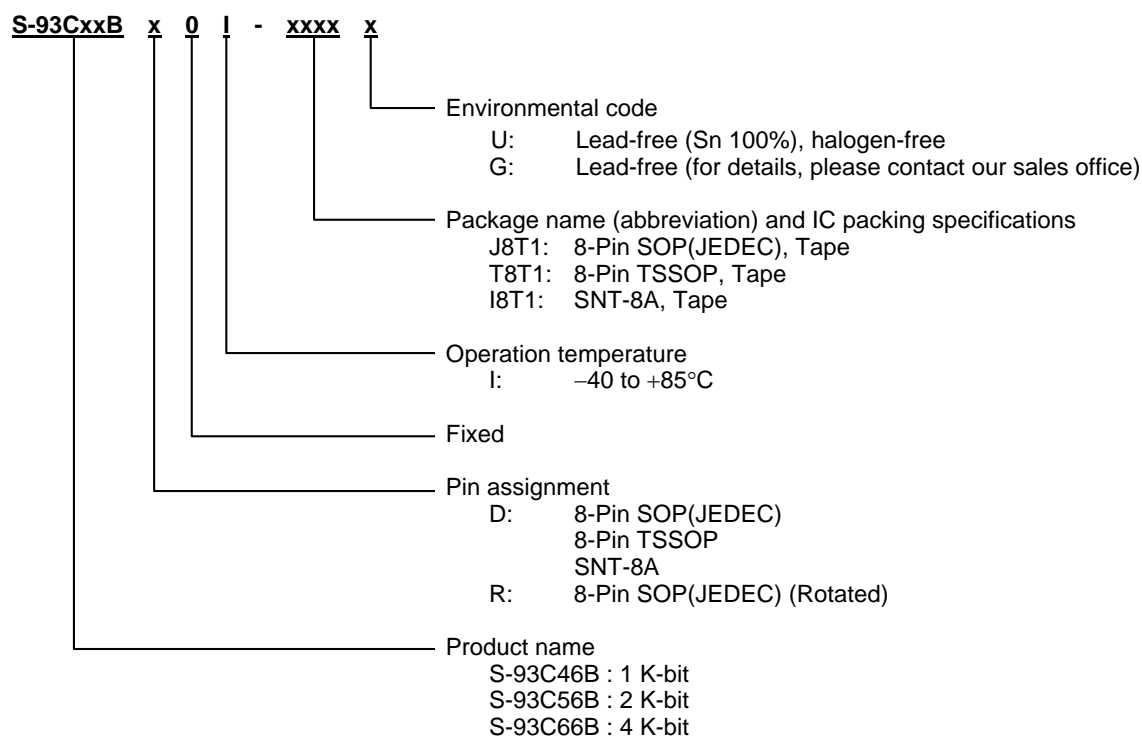 S-93CxxB x 0 I - xxxx x
Environmental code
U: Lead-free (Sn 100%), halogen-free
G: Lead-free (for details, please contact our sales office)
Package name (abbreviation) and IC packing specifications
J8T1: 8-Pin SOP(JEDEC), Tape
T8T1: 8-Pin TSSOP, Tape
I8T1: SNT-8A, Tape
Operation temperature
I: −40 to +85°C
Fixed
Pin assignment
D: 8-Pin SOP(JEDEC)
8-Pin TSSOP
SNT-8A
R: 8-Pin SOP(JEDEC) (Rotated)
Product name
S-93C46B : 1 K-bit
S-93C56B : 2 K-bit
S-93C66B : 4 K-bit